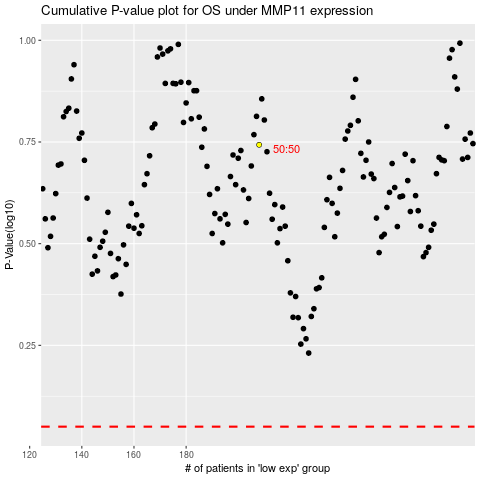 Cumulative P-value plot for OS under MMP11 expression
P-Value(log10)
1.00
0.75
0.50
0.25
50:50
120 140 160 180
# of patients in 'low exp' group